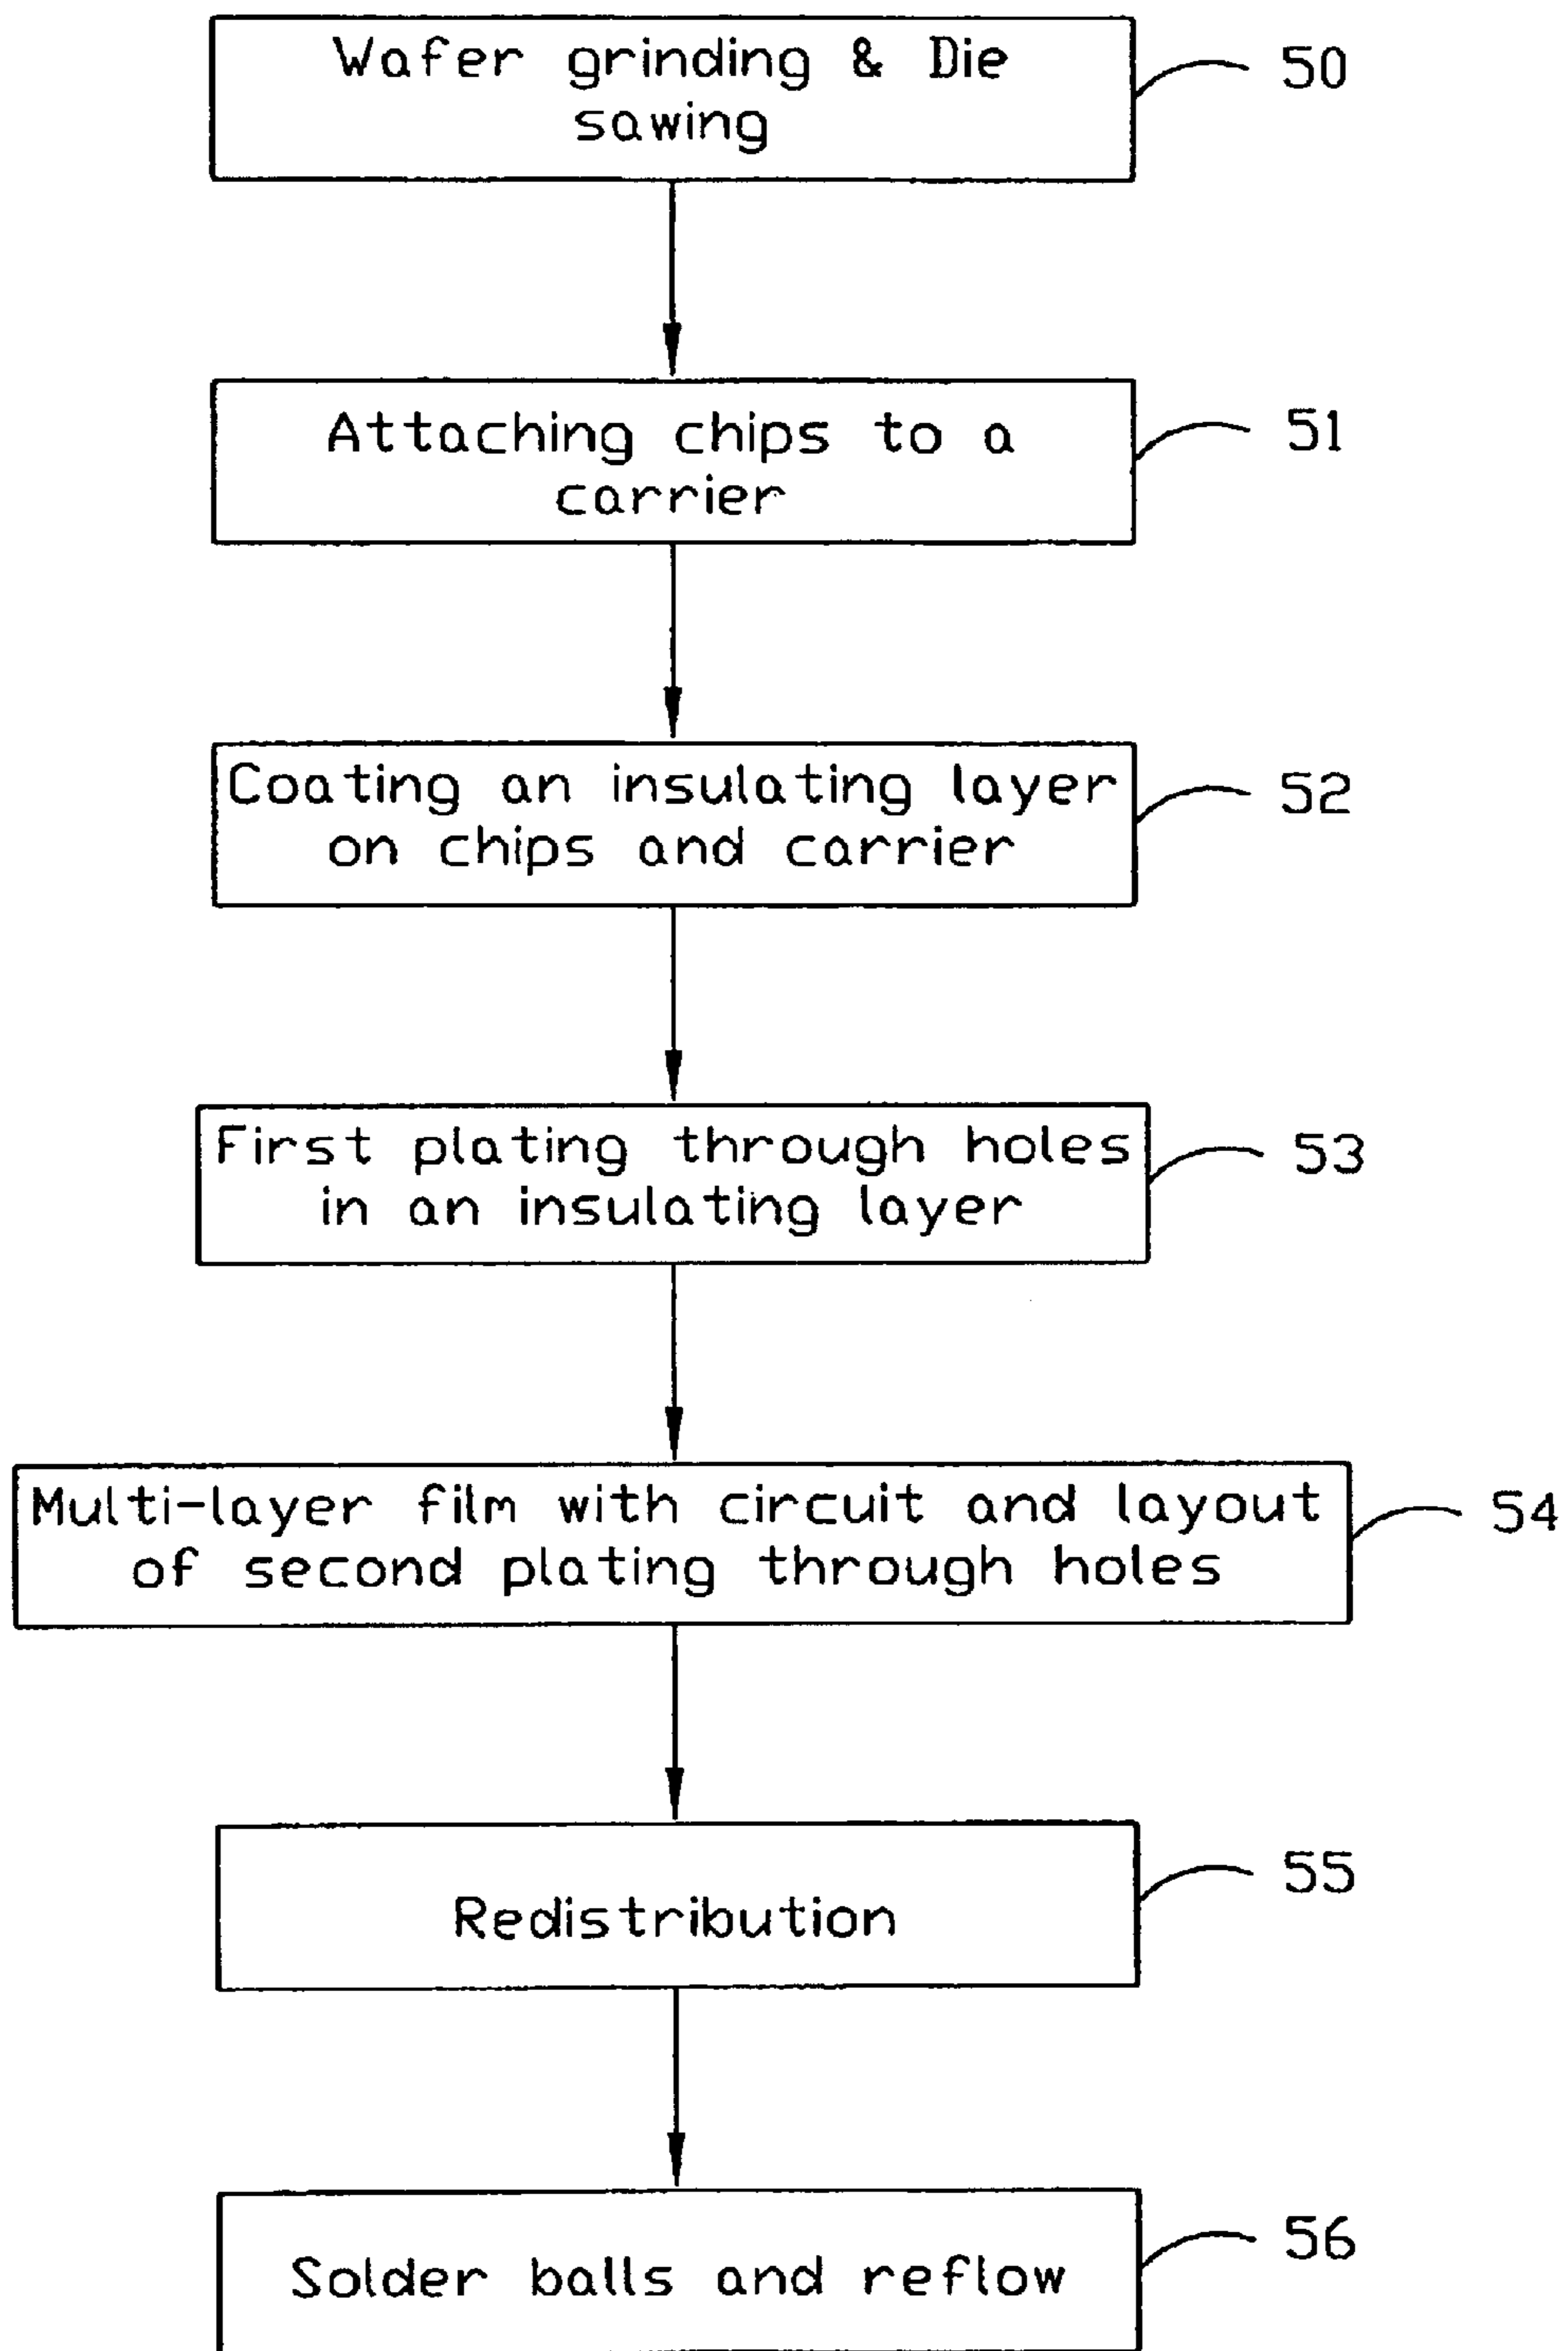 Wafer grinding & Die
sawing
50
Attaching chips to a
carrier
51
Coating an insulating layer
on chips and carrier
52
First plating through holes
in an insulating layer
53
Multi-layer film with circuit and layout
of second plating through holes
54
Redistribution
55
Solder balls and reflow
56